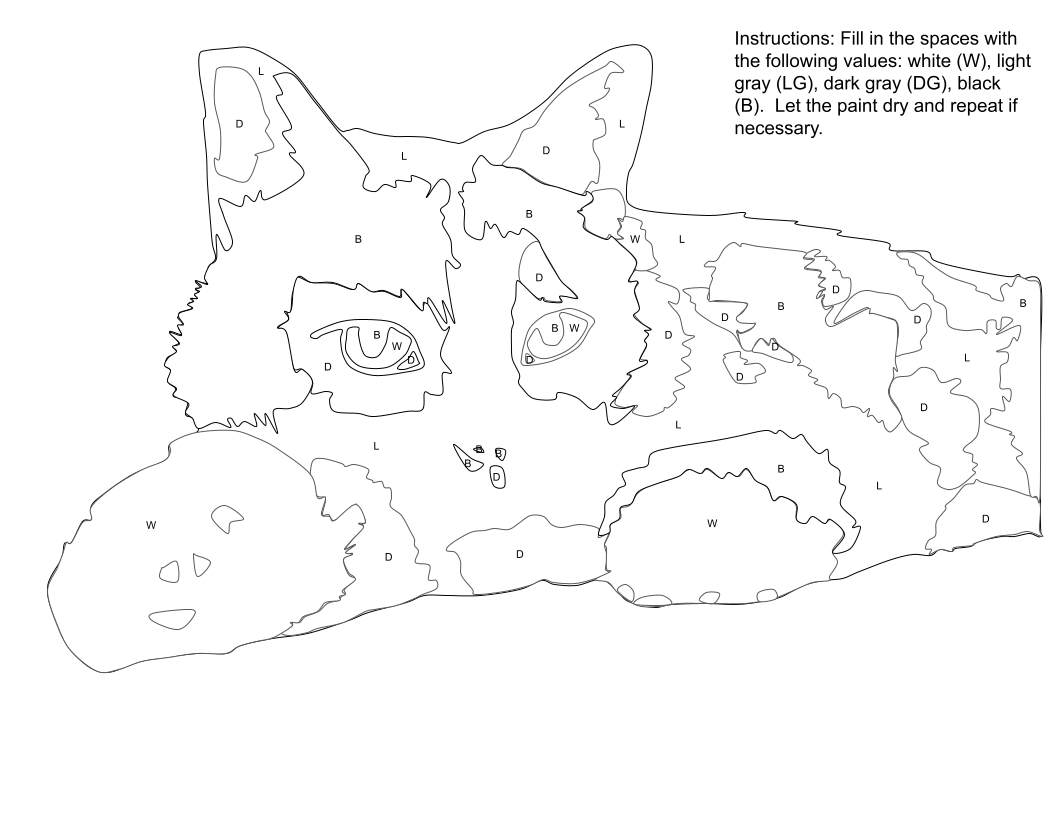 Instructions: Fill in the spaces with
the following values: white (W), light
gray (LG), dark gray (DG), black
(B).  Let the paint dry and repeat if
necessary.
L
D
L
D
L
B
B
W
L
D
D
B
B
D
D
B
W
B
W
D
D
D
D
D
L
D
D
L
L
B
B
B
D
B
L
W
W
D
D
D